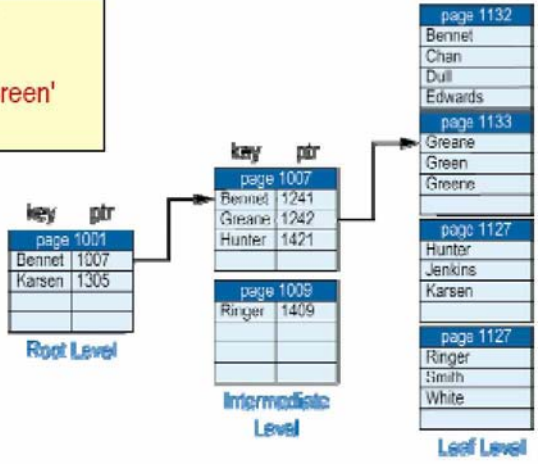 reen'
key ptr
page 1001
Bennet 1007
Karsen 1305
Root Level
key ptr
page 1007
Bennet 1241
Greane 1242
Hunter 1421
page 1009
Ringer 1409
Intermediate
Level
page 1132
Bennet
Chan
Dull
Edwards
page 1133
Greane
Green
Greene
page 1127
Hunter
Jenkins
Karsen
page 1127
Ringer
Smith
White
Leaf Level